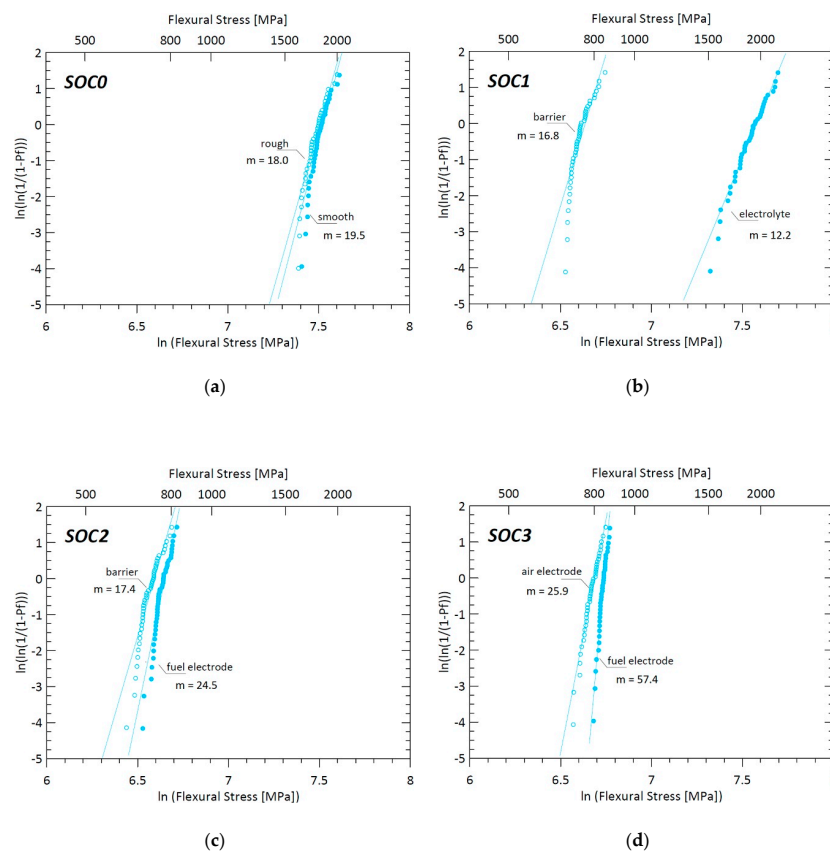 Flexural Stress [MPa]
500 800 1000 1500 2000
2
1
0
-1
-2
-3
-4
-5
ln(ln(1/(1-Pf)))
SOC0
rough
m = 18.0
smooth
m = 19.5
6 6.5 7 7.5 8
ln (Flexural Stress [MPa])
(a)
Flexural Stress [MPa]
500 800 1000 1500 2000
2
1
0
-1
-2
-3
-4
-5
ln(ln(1/(1-Pf)))
SOC1
barrier
m = 16.8
electrolyte
m = 12.2
6 6.5 7 7.5
ln (Flexural Stress [MPa])
(b)
Flexural Stress [MPa]
500 800 1000 1500 2000
2
1
0
-1
-2
-3
-4
-5
ln(ln(1/(1-Pf)))
SOC2
barrier
m = 17.4
fuel electrode
m = 24.5
6 6.5 7 7.5 8
ln (Flexural Stress [MPa])
(c)
Flexural Stress [MPa]
500 800 1000 1500 2000
2
1
0
-1
-2
-3
-4
-5
ln(ln(1/(1-Pf)))
SOC3
air electrode
m = 25.9
fuel electrode
m = 57.4
6 6.5 7 7.5
ln (Flexural Stress [MPa])
(d)